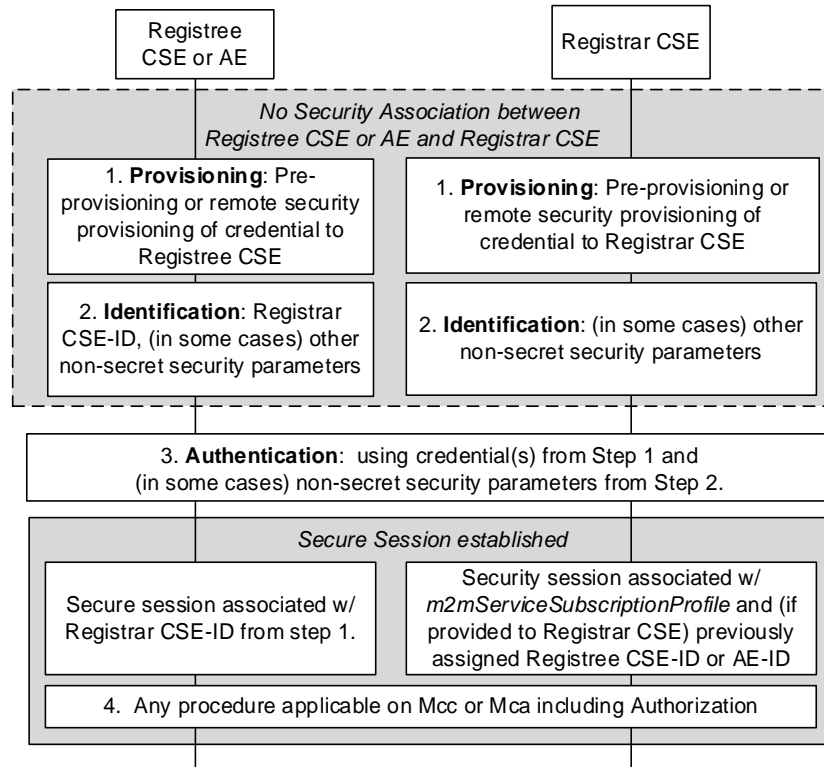 Registree
CSE or AE
Registrar CSE
No Security Association between
Registree CSE or AE and Registrar CSE
1. Provisioning: Pre-
provisioning or remote security
provisioning of credential to
Registree CSE
1. Provisioning: Pre-provisioning or
remote security provisioning of
credential to Registrar CSE
2. Identification: Registrar
CSE-ID, (in some cases) other
non-secret security parameters
2. Identification: (in some cases) other
non-secret security parameters
3. Authentication: using credential(s) from Step 1 and
(in some cases) non-secret security parameters from Step 2.
Secure Session established
Secure session associated w/
Registrar CSE-ID from step 1.
Security session associated w/
m2mServiceSubscriptionProfile and (if
provided to Registrar CSE) previously
assigned Registree CSE-ID or AE-ID
4. Any procedure applicable on Mcc or Mca including Authorization